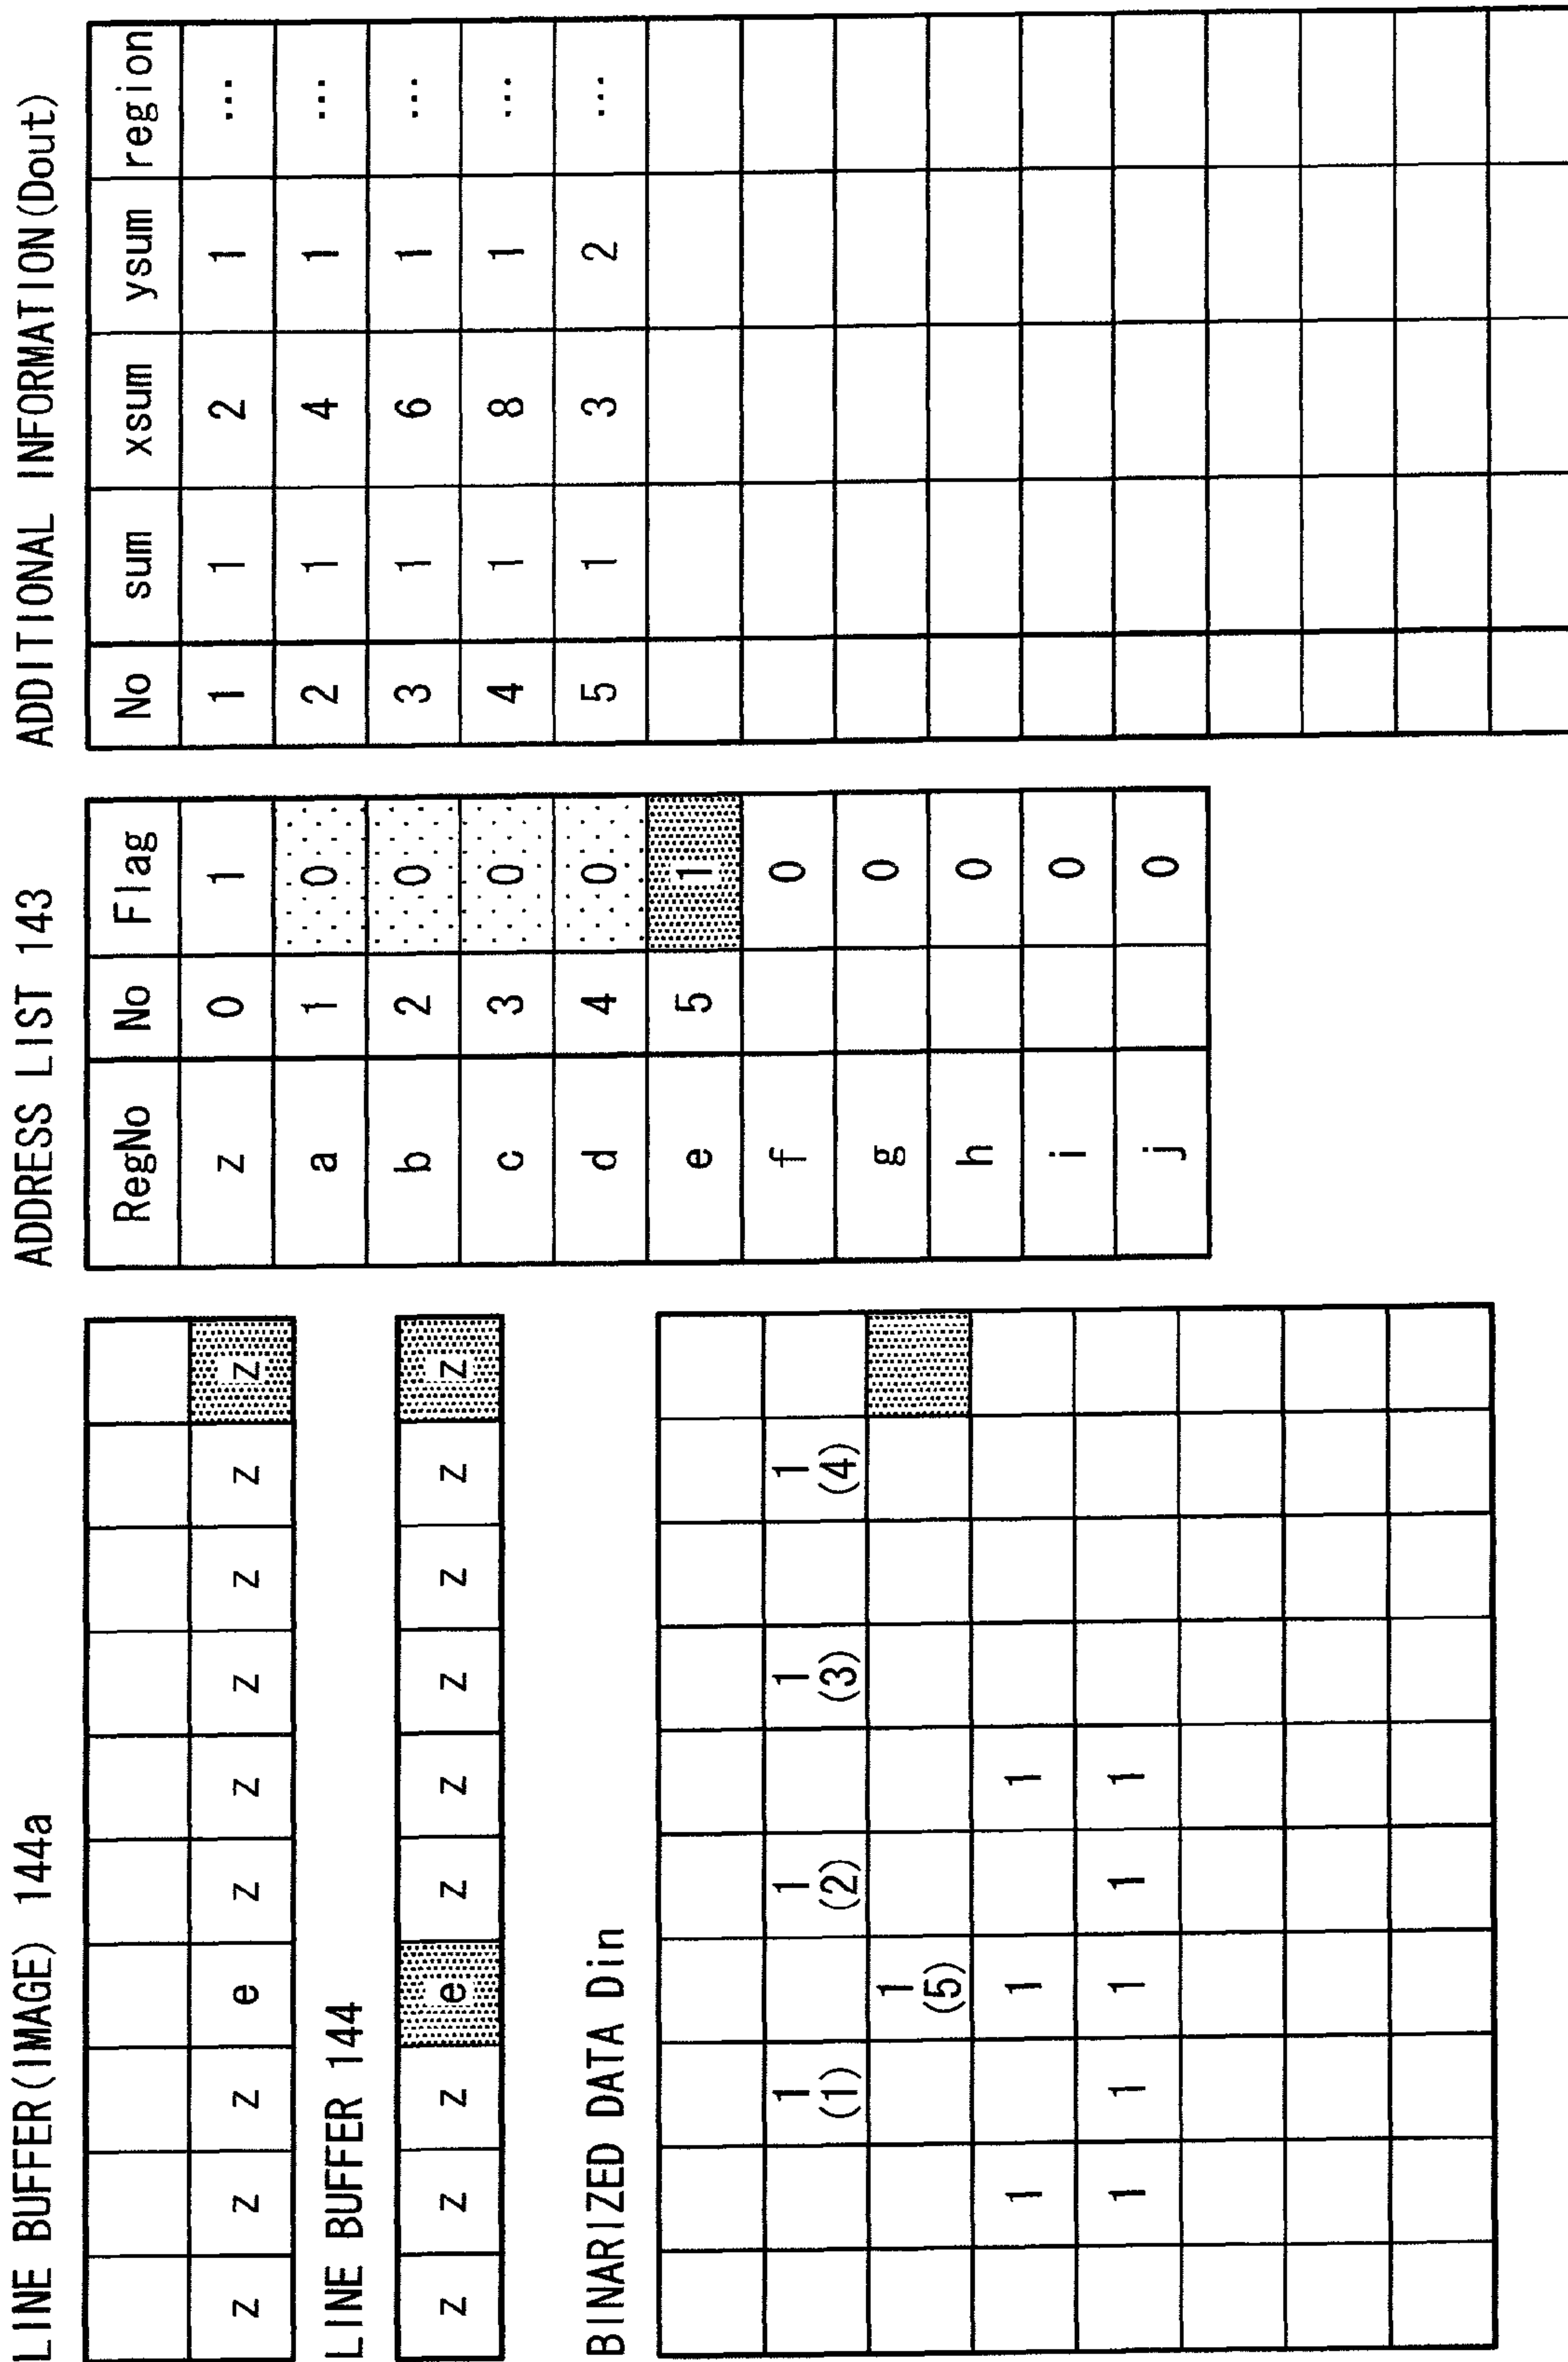 LINE BUFFER(IMAGE) 144a
z z z e z z z z z z
LINE BUFFER 144
z z z e z z z z z z
BINARIZED DATA Din
1 1 1 1
(1) (2) (3) (4)
1
(5)
1 1 1
1 1 1 1 1
ADDRESS LIST 143
RegNo No Flag
z 0 1
a 1 0
b 2 0
c 3 0
d 4 0
e 5 1
f 0
g 0
h 0
i 0
j 0
ADDITIONAL INFORMATION(Dout)
No sum xsum ysum region
1 1 2 1 ...
2 1 4 1 ...
3 1 6 1 ...
4 1 8 1 ...
5 1 3 2 ...